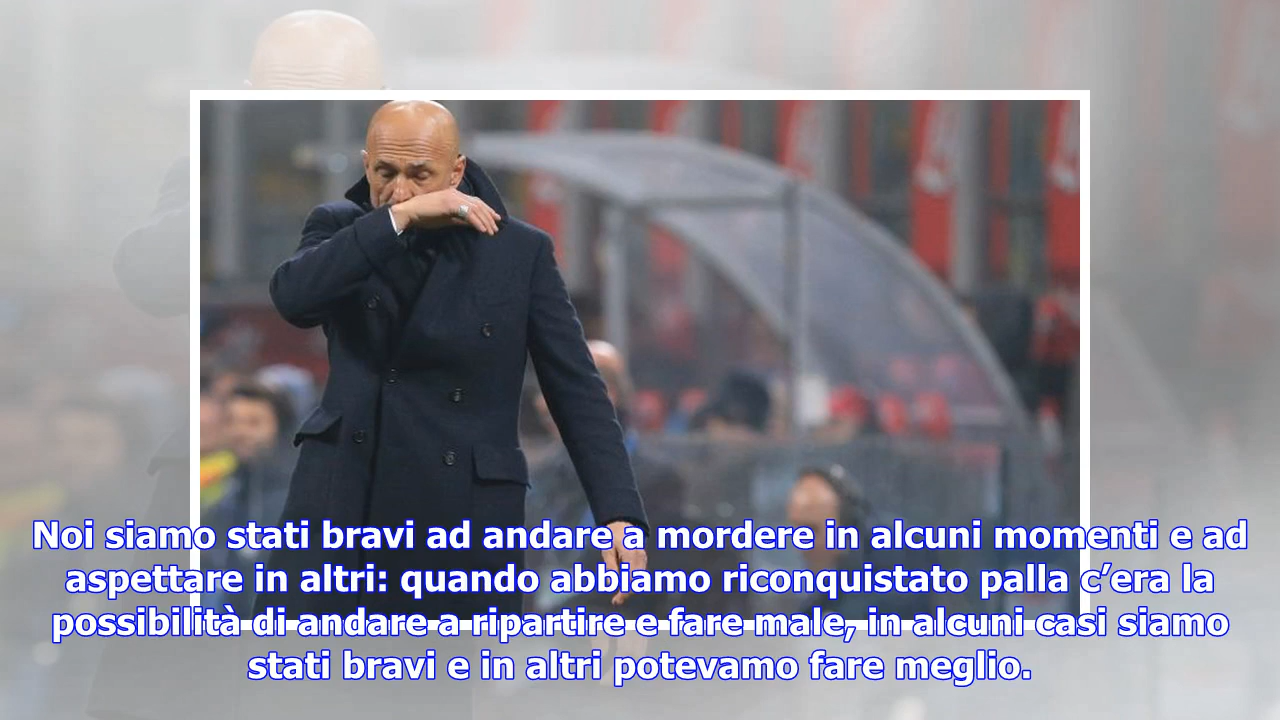 Noi siamo stati bravi ad andare a mordere in alcuni momenti e ad
aspettare in altri: quando abbiamo riconquistato palla c’era la
possibilità di andare a ripartire e fare male, in alcuni casi siamo
stati bravi e in altri potevamo fare meglio.